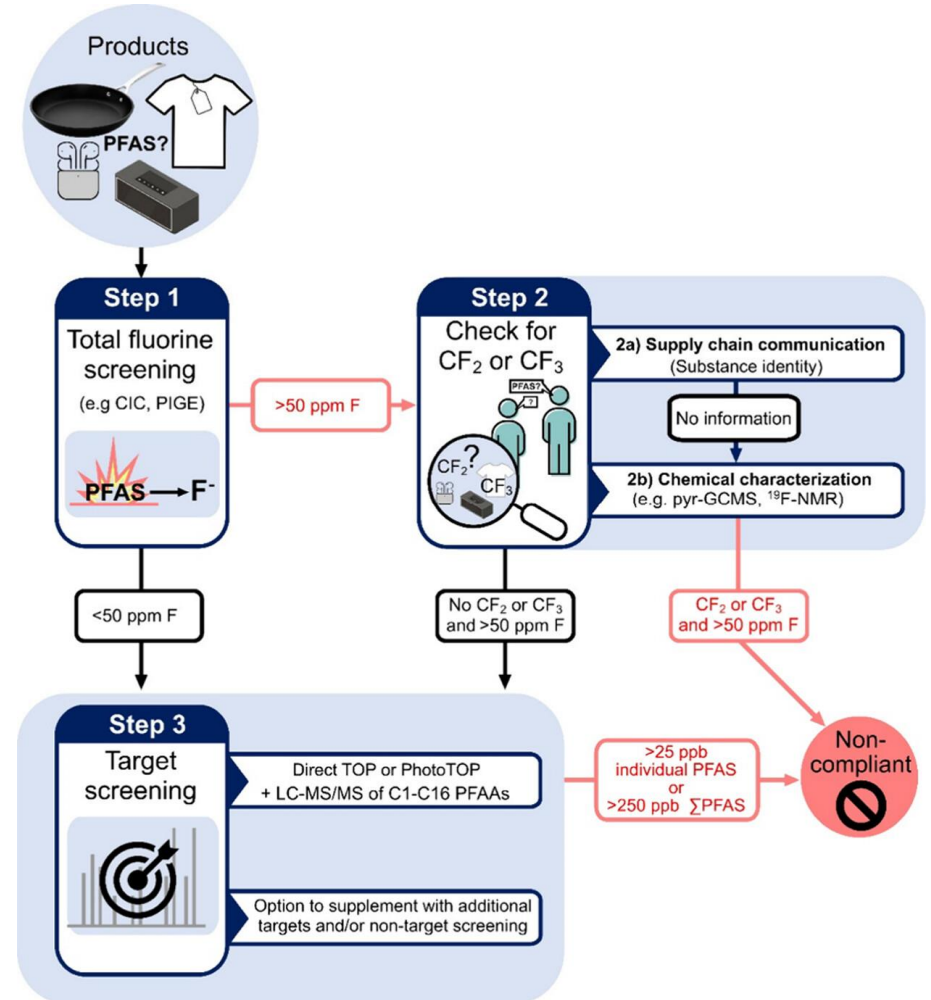 Products
PFAS?
Step 1
Total fluorine
screening
(e.g CIC, PIGE)
PFAS → F⁻
>50 ppm F
Step 2
Check for
CF₂ or CF₃
PFAS?
?
CF₂?
CF₃
2a) Supply chain communication
(Substance identity)
No information
2b) Chemical characterization
(e.g. pyr-GCMS, ¹⁹F-NMR)
<50 ppm F
No CF₂ or CF₃
and >50 ppm F
CF₂ or CF₃
and >50 ppm F
Step 3
Target
screening
Direct TOP or PhotoTOP
+ LC-MS/MS of C1-C16 PFAAs
Option to supplement with additional
targets and/or non-target screening
>25 ppb
individual PFAS
or
>250 ppb ∑PFAS
Non-
compliant